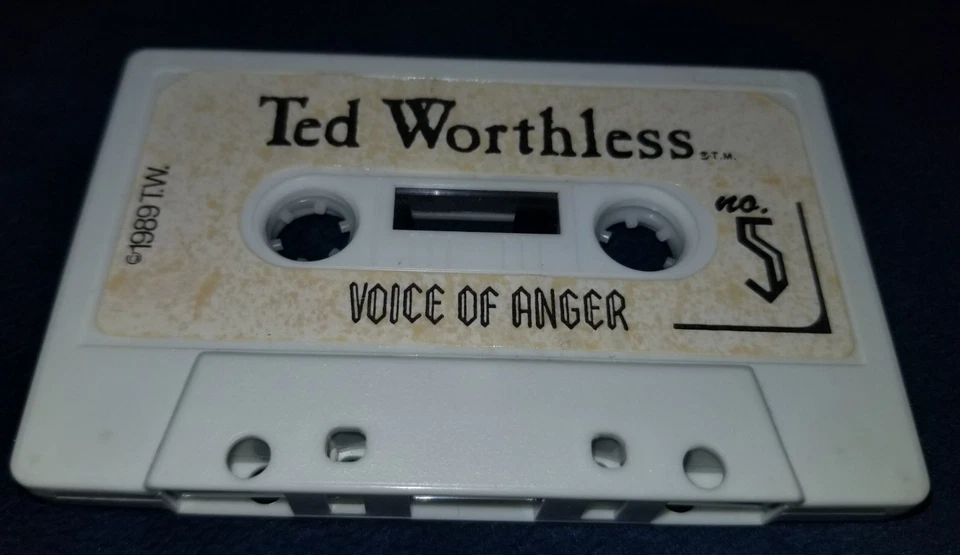 Ted Worthless S.T.M.
©1989 T.W.
no. 5
VOICE OF ANGER